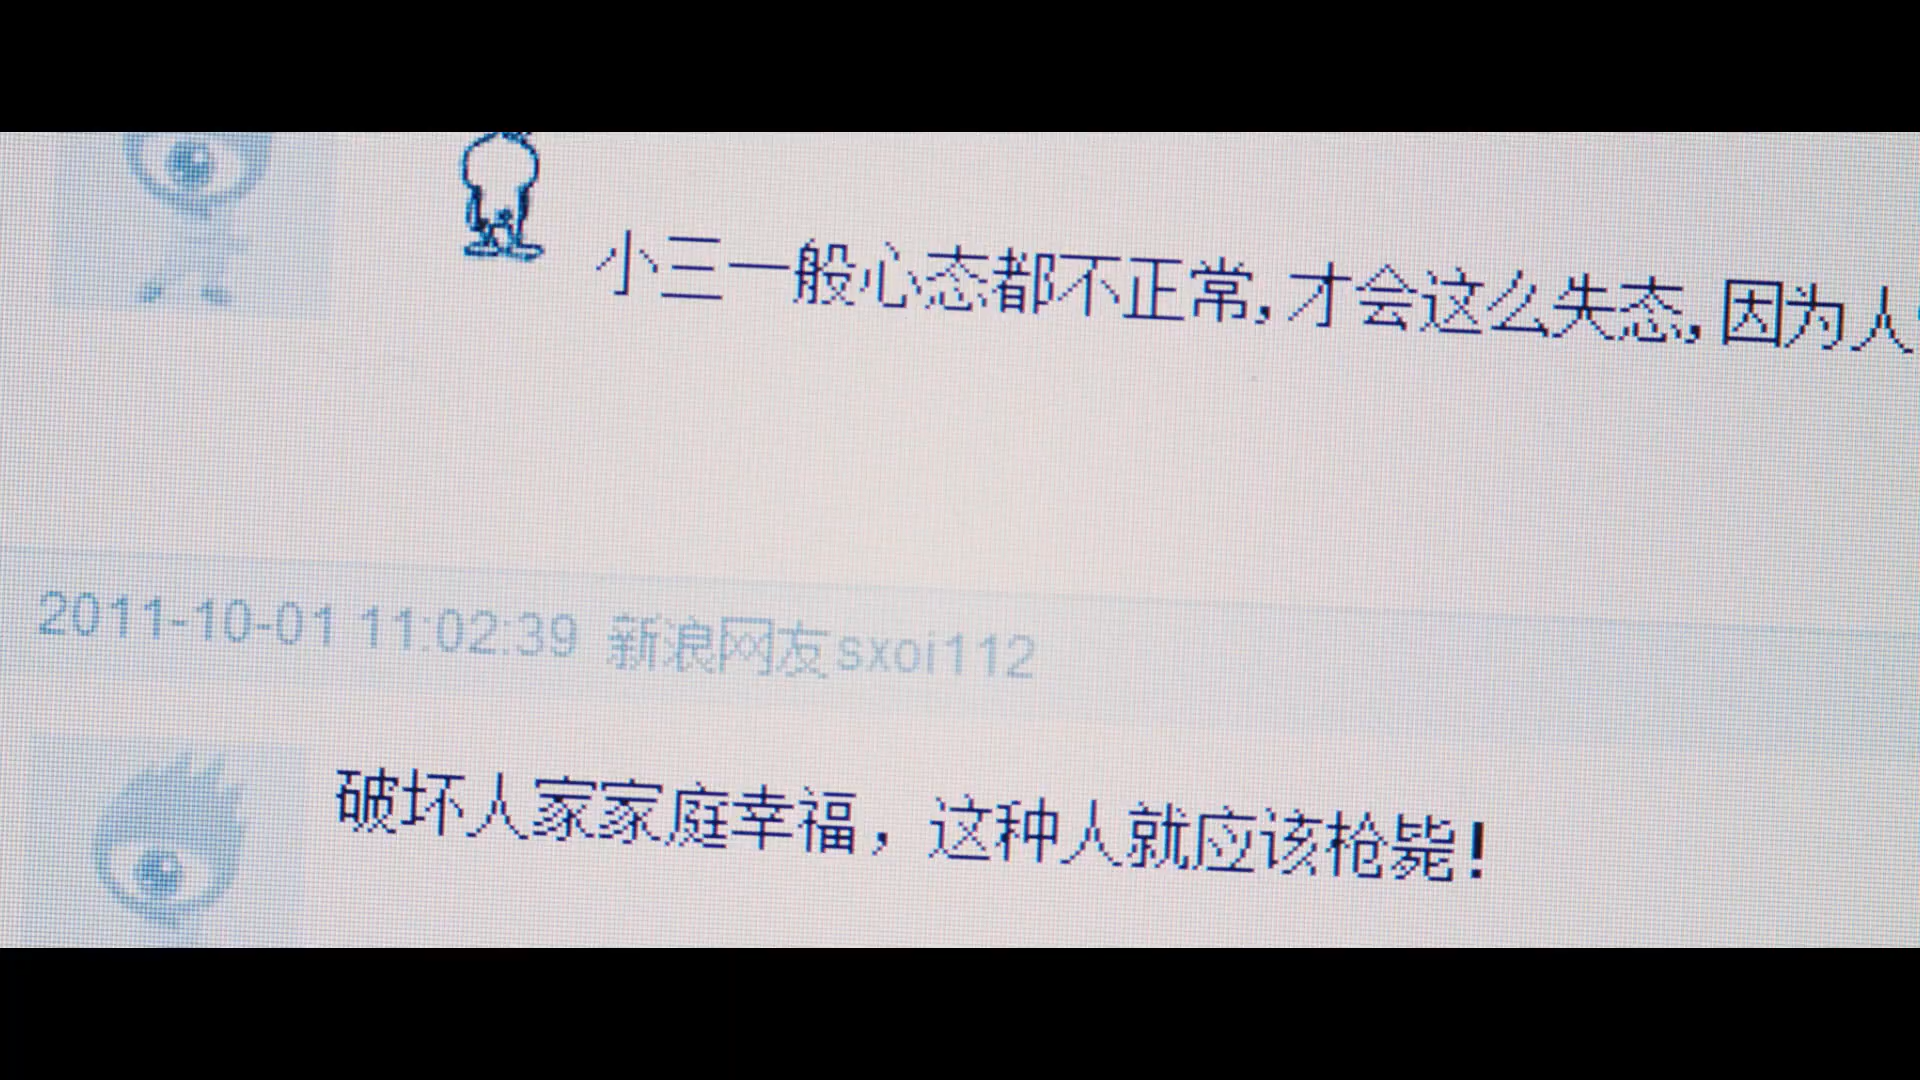 小三一般心态都不正常,才会这么失态,因为人
2011-10-01 11:02:39 新浪网友sxoi112
破坏人家家庭幸福，这种人就应该枪毙!